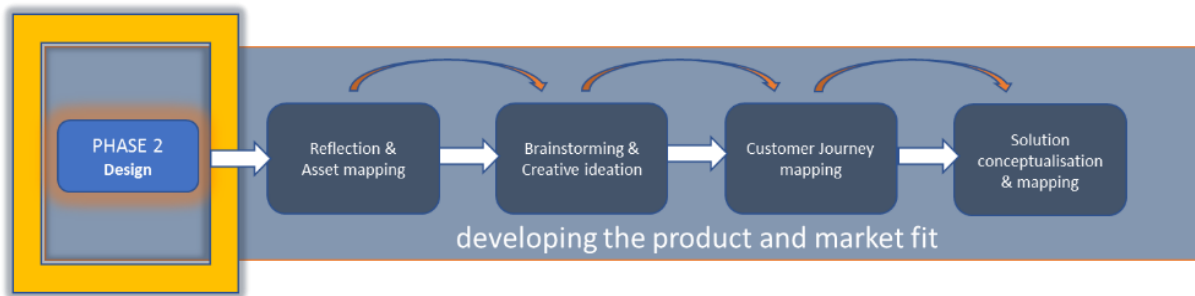 PHASE 2
Design
Reflection &
Asset mapping
Brainstorming &
Creative ideation
Customer Journey
mapping
Solution
conceptualisation
& mapping
developing the product and market fit